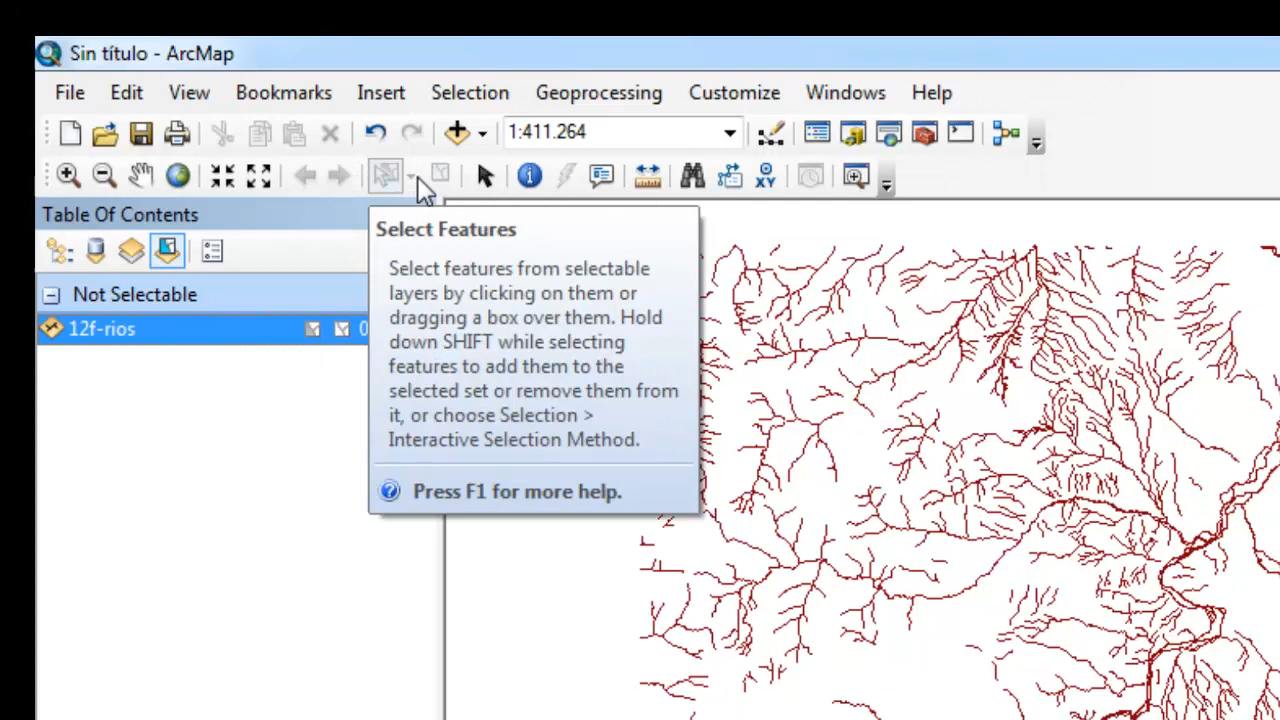 Sin título - ArcMap
File Edit View Bookmarks Insert Selection Geoprocessing Customize Windows Help
1:411.264
XY
Table Of Contents
Not Selectable
12f-rios 0
Select Features
Select features from selectable
layers by clicking on them or
dragging a box over them. Hold
down SHIFT while selecting
features to add them to the
selected set or remove them from
it, or choose Selection >
Interactive Selection Method.
Press F1 for more help.